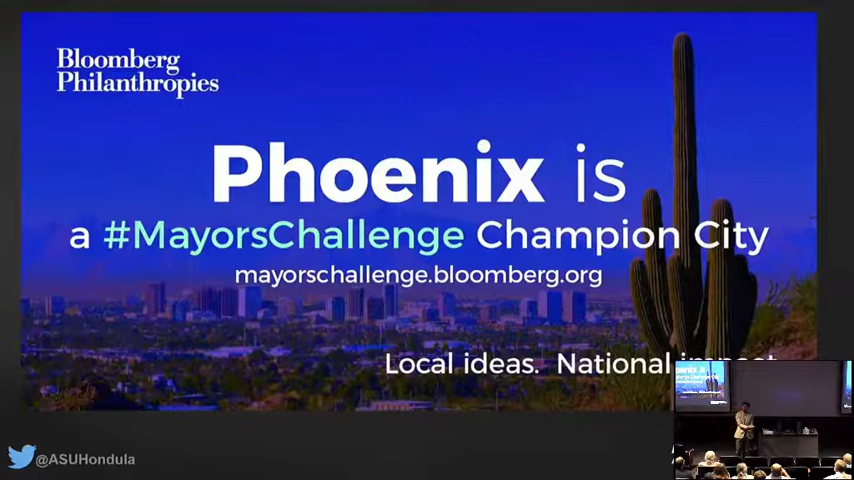 Bloomberg
Philanthropies
Phoenix is
a #MayorsChallenge Champion City
mayorschallenge.bloomberg.org
Local ideas. National
@ASUHondula